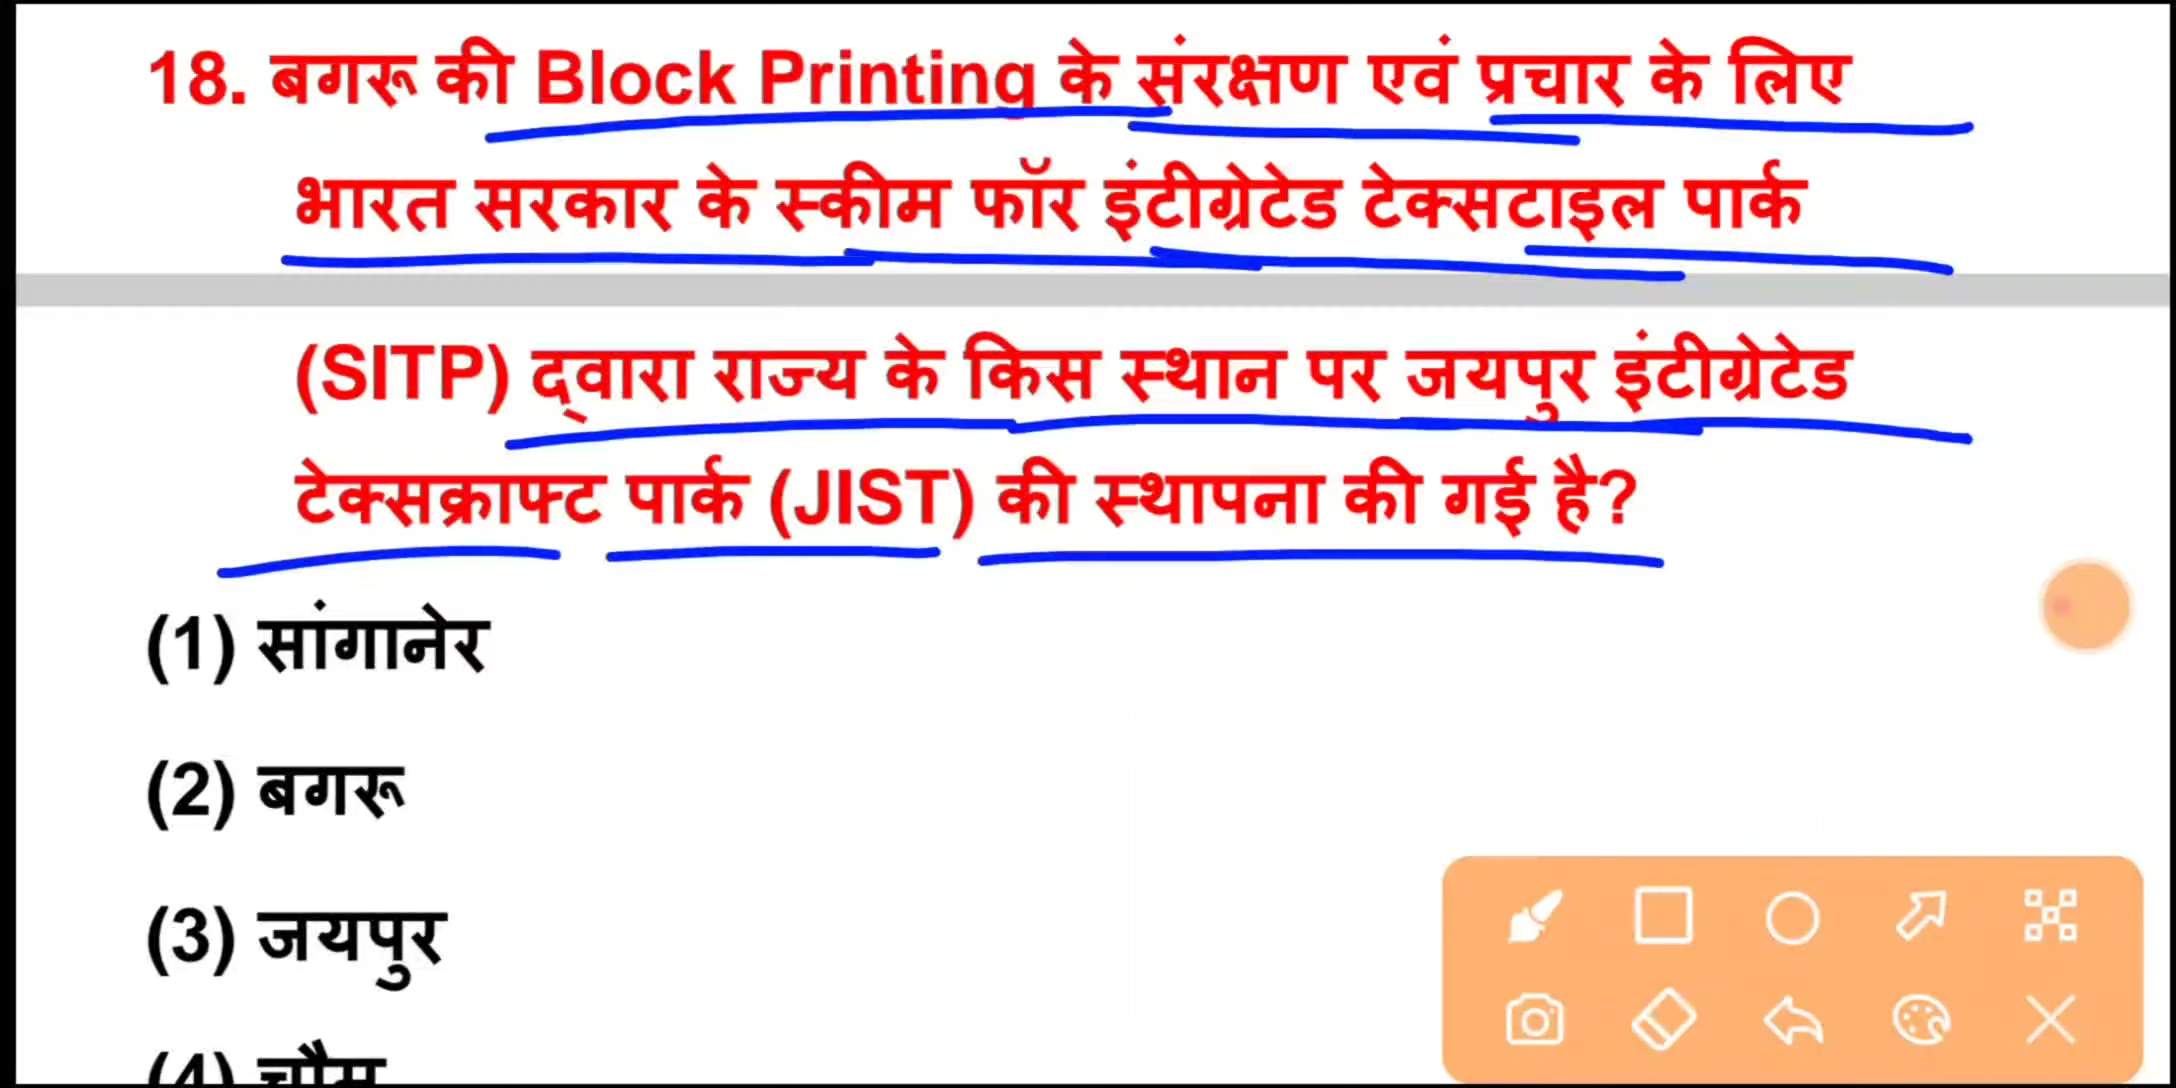 18. बगरू की Block Printing के संरक्षण एवं प्रचार के लिए
भारत सरकार के स्कीम फॉर इंटीग्रेटेड टेक्सटाइल पार्क
(SITP) द्वारा राज्य के किस स्थान पर जयपुर इंटीग्रेटेड
टेक्सक्राफ्ट पार्क (JIST) की स्थापना की गई है?
(1) सांगानेर
(2) बगरू
(3) जयपुर
(4)